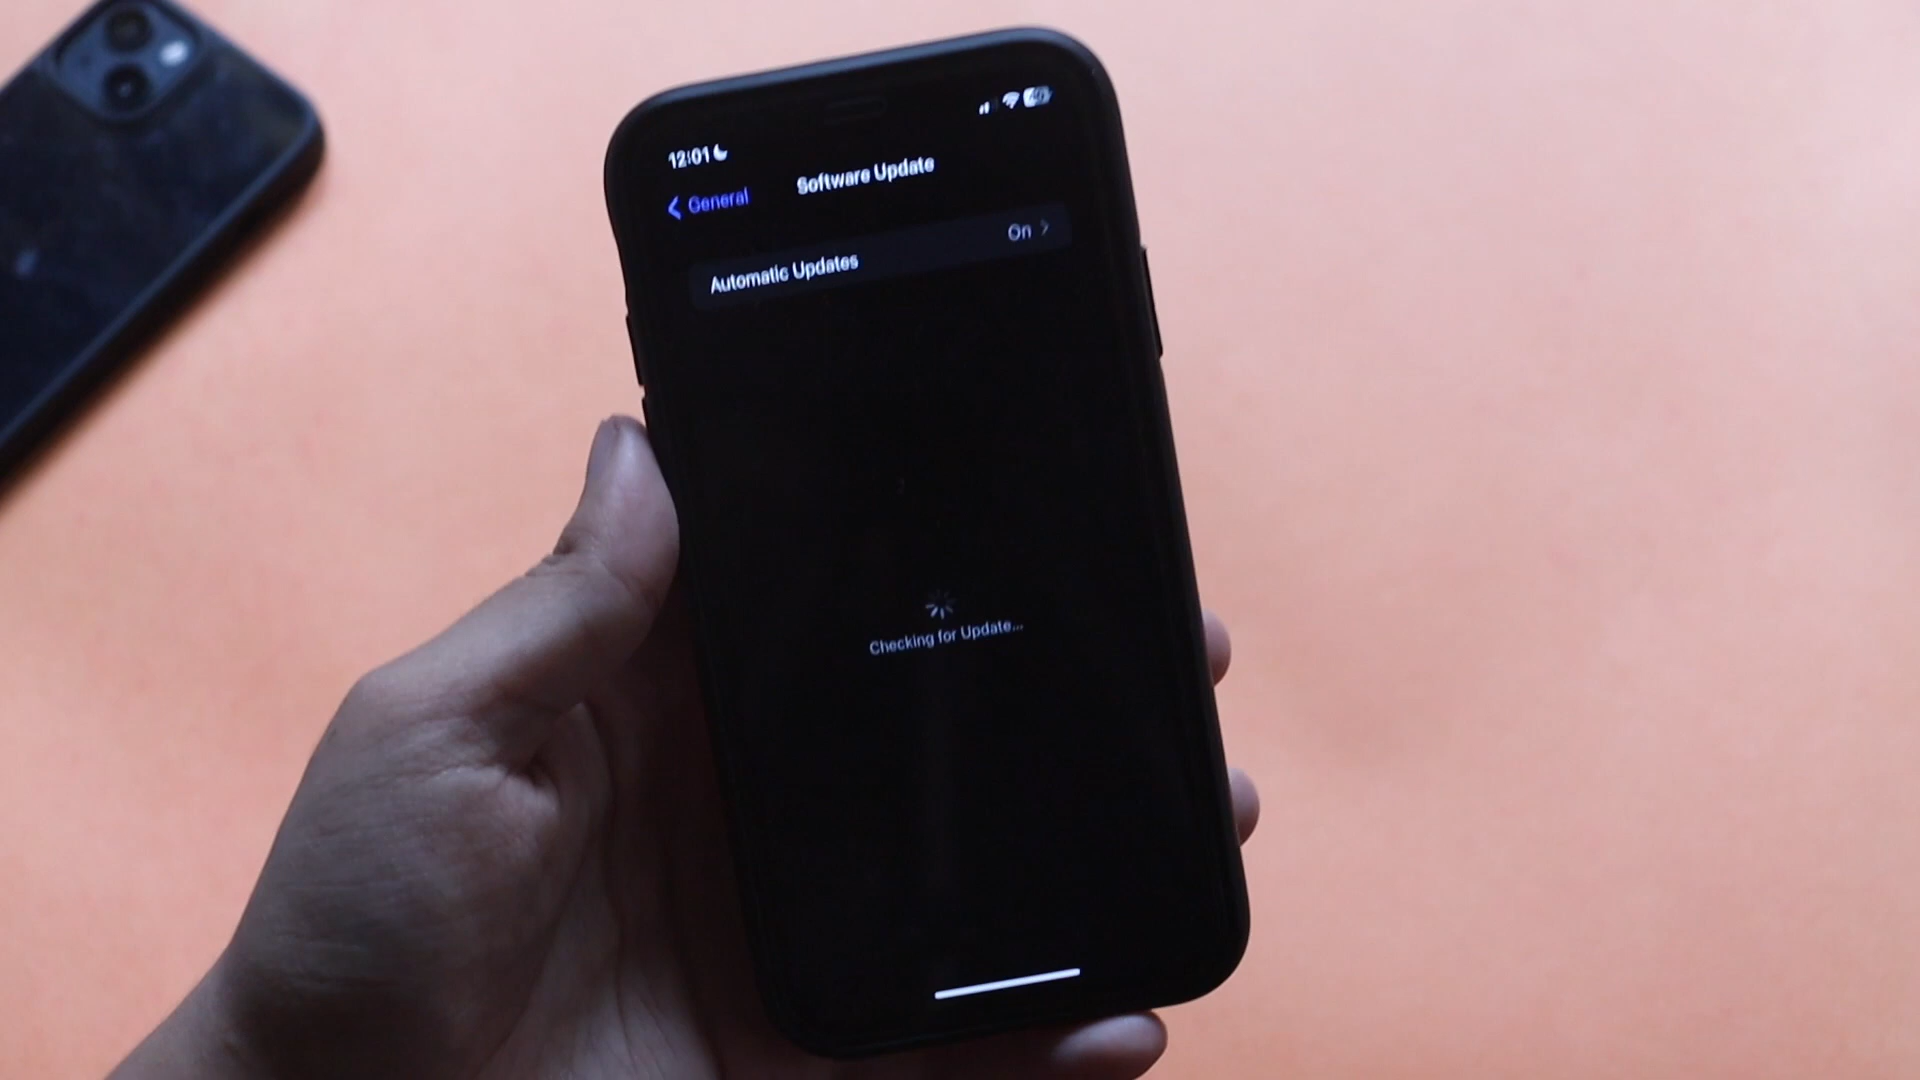 12:01
General
Software Update
Automatic Updates
On
Checking for Update...